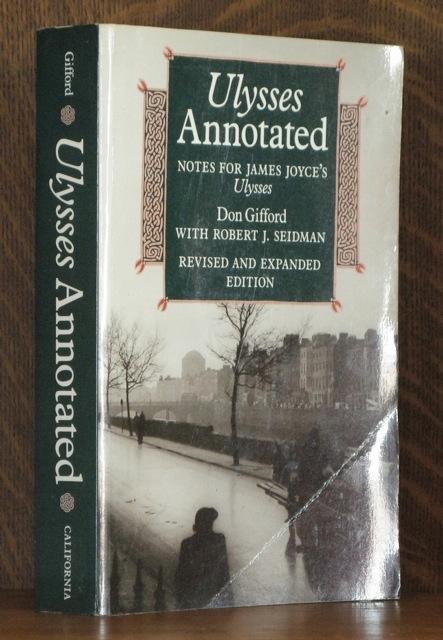 Gifford
Ulysses Annotated
CALIFORNIA
Ulysses
Annotated
NOTES FOR JAMES JOYCE'S
Ulysses
Don Gifford
WITH ROBERT J. SEIDMAN
REVISED AND EXPANDED
EDITION